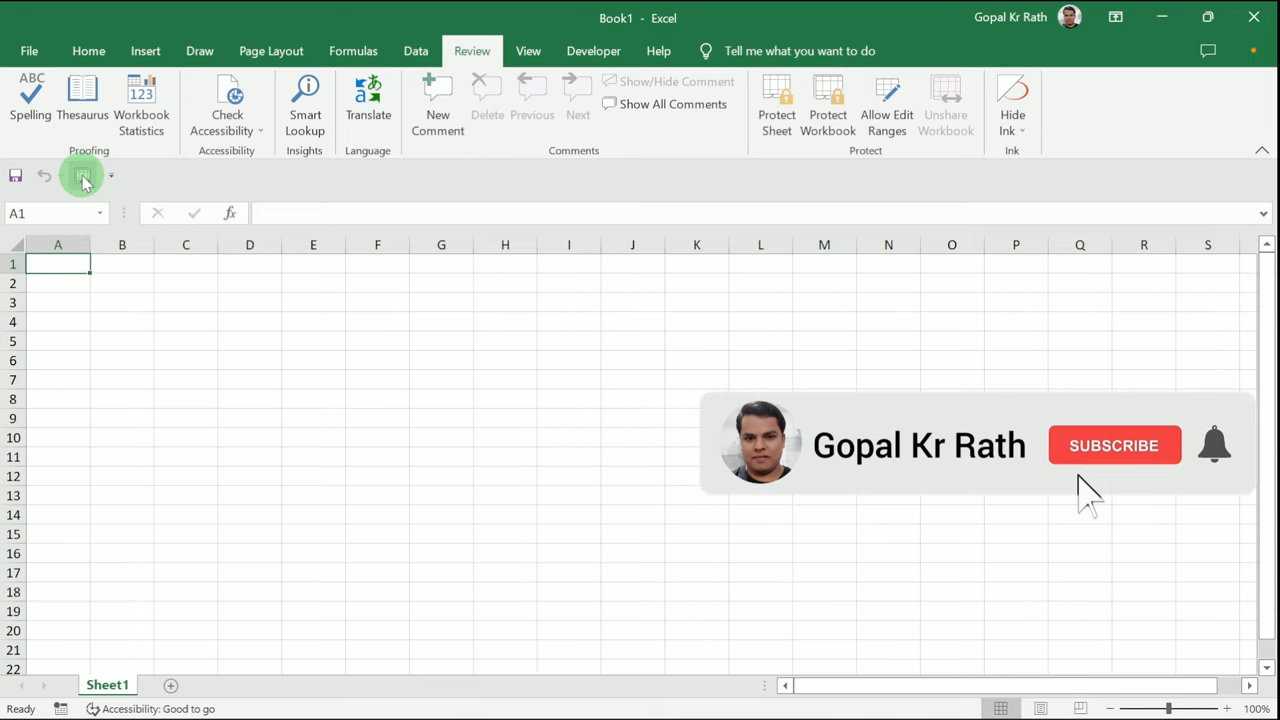 Book1 - Excel
Gopal Kr Rath
File Home Insert Draw Page Layout Formulas Data Review View Developer Help Tell me what you want to do
ABC
Spelling
Thesaurus
123
Workbook
Statistics
Proofing
Check
Accessibility
Accessibility
Smart
Lookup
Insights
Translate
Language
New
Comment
Delete
Previous
Next
Show/Hide Comment
Show All Comments
Comments
Protect
Sheet
Protect
Workbook
Allow Edit
Ranges
Unshare
Workbook
Protect
Hide
Ink
Ink
A1
fx
A B C D E F G H I J K L M N O P Q R S
1
2
3
4
5
6
7
8
9
10
11
12
13
14
15
16
17
18
19
20
21
22
Gopal Kr Rath
SUBSCRIBE
Sheet1
Ready
Accessibility: Good to go
100%